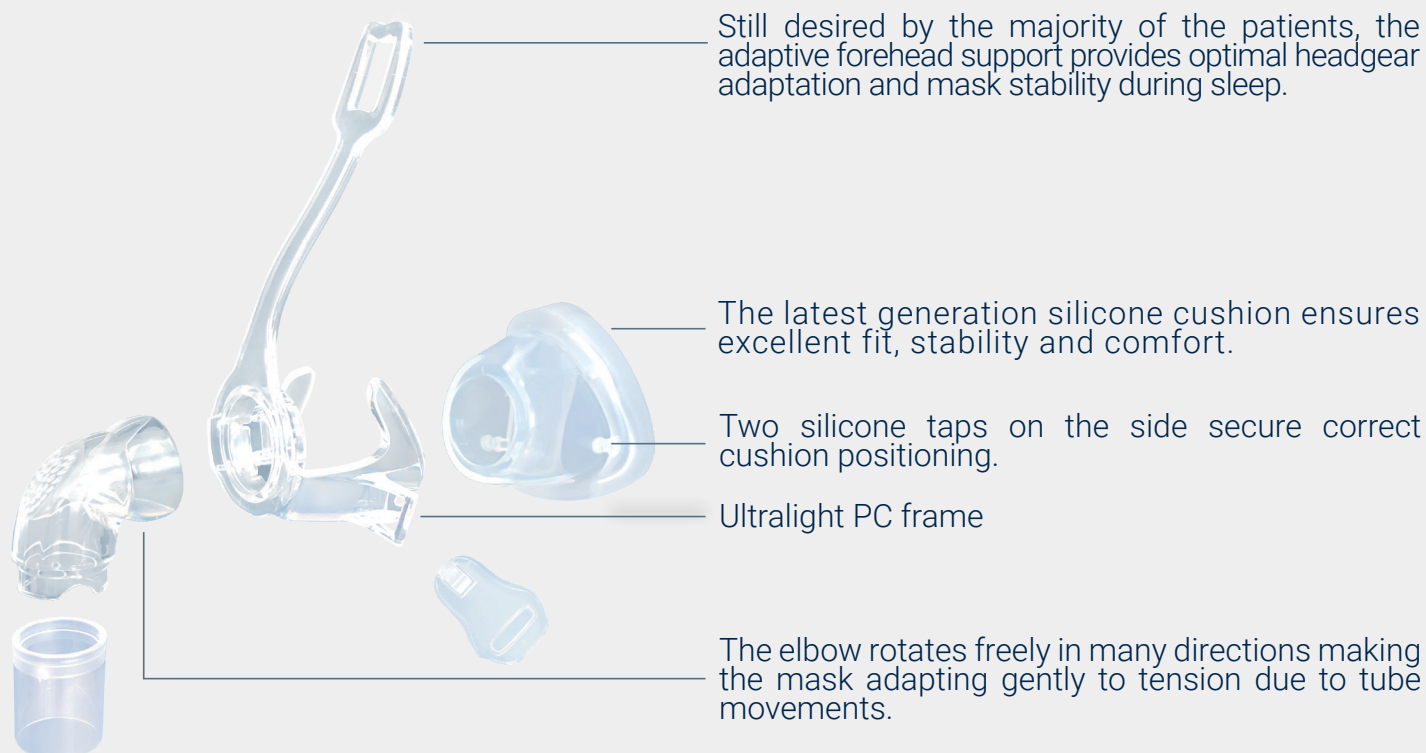 Still desired by the majority of the patients, the
adaptive forehead support provides optimal headgear
adaptation and mask stability during sleep.
The latest generation silicone cushion ensures
excellent fit, stability and comfort.
Two silicone taps on the side secure correct
cushion positioning.
Ultralight PC frame
The elbow rotates freely in many directions making
the mask adapting gently to tension due to tube
movements.